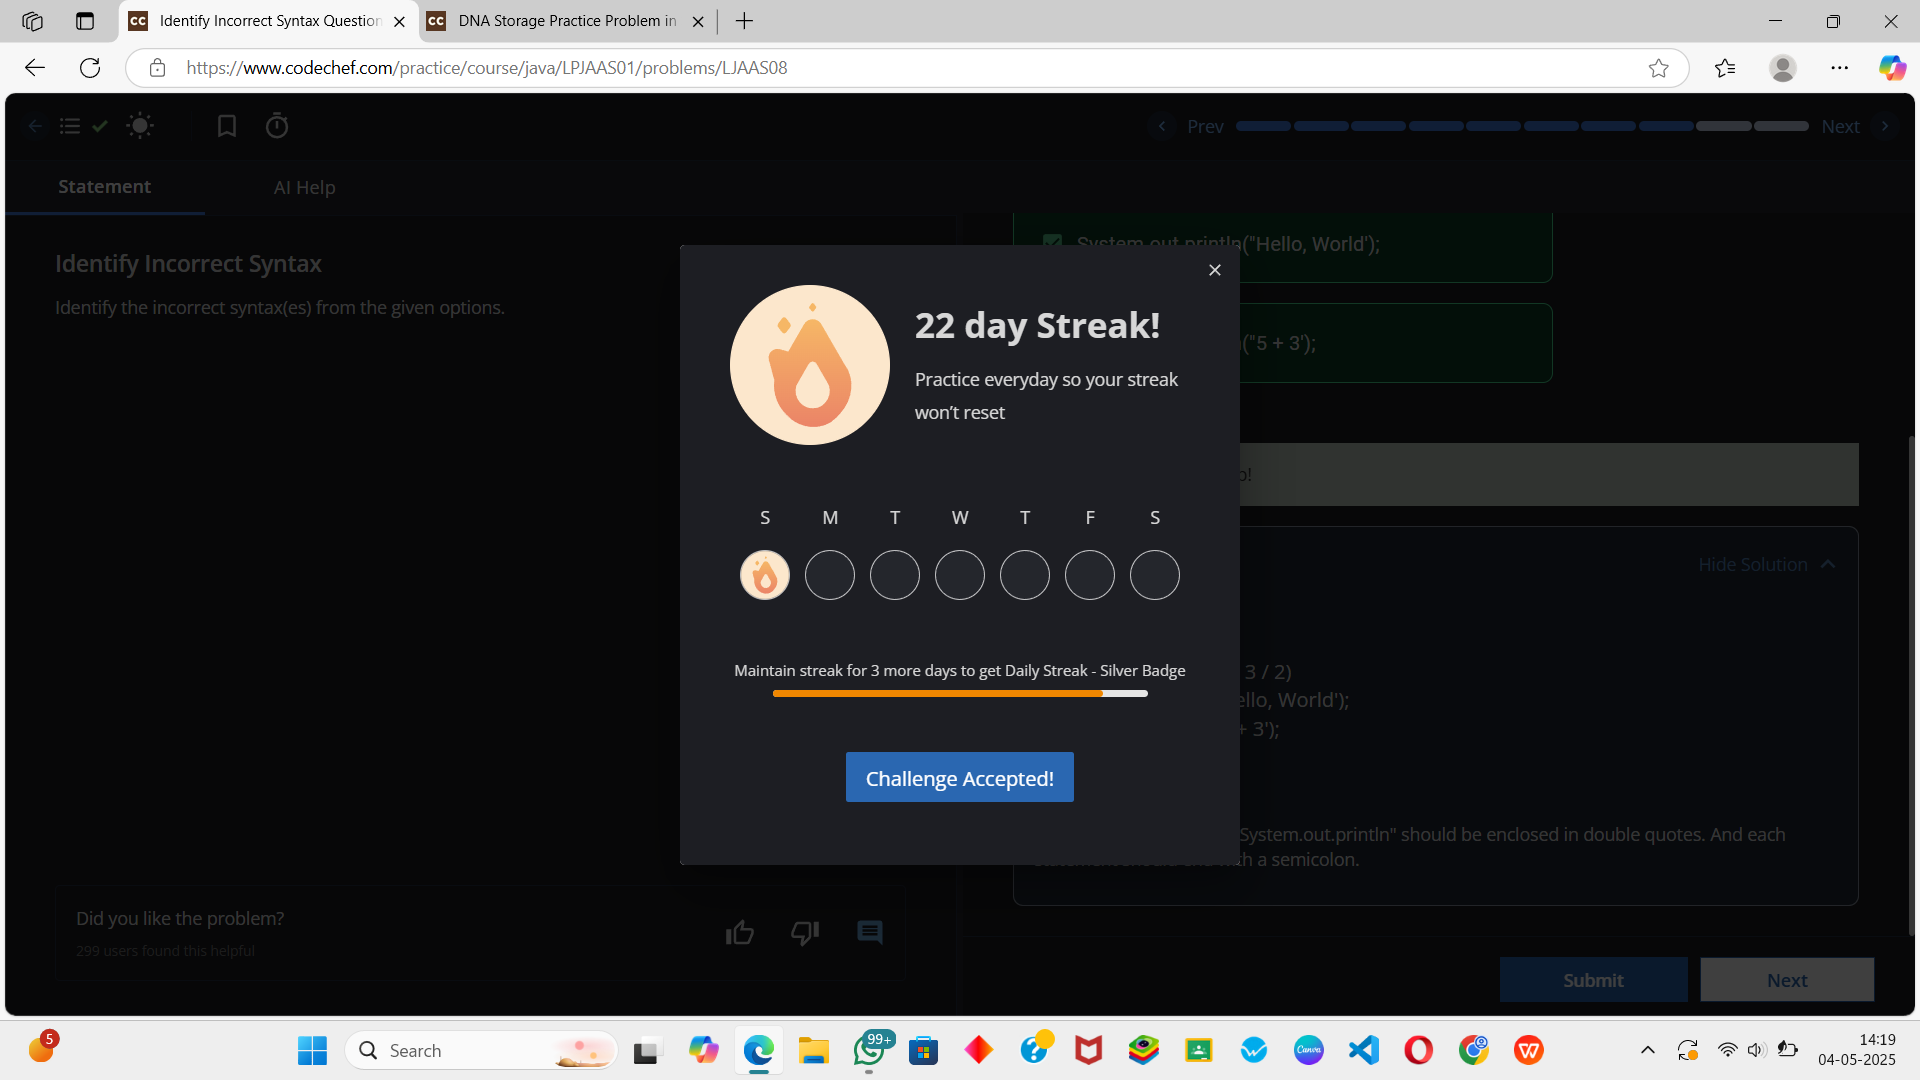 CC Identify Incorrect Syntax Question
CC DNA Storage Practice Problem in
https://www.codechef.com/practice/course/java/LPJAAS01/problems/LJAAS08
Prev
Next
Statement
AI Help
Identify Incorrect Syntax
Identify the incorrect syntax(es) from the given options.
System.out.println("Hello, World');
("5 + 3');
22 day Streak!
Practice everyday so your streak
won't reset
S M T W T F S
Maintain streak for 3 more days to get Daily Streak - Silver Badge
Challenge Accepted!
Hide Solution
3 / 2)
ello, World');
+ 3');
System.out.println" should be enclosed in double quotes. And each
with a semicolon.
Did you like the problem?
299 users found this helpful
Submit
Next
5
Search
99+
Canva
14:19
04-05-2025